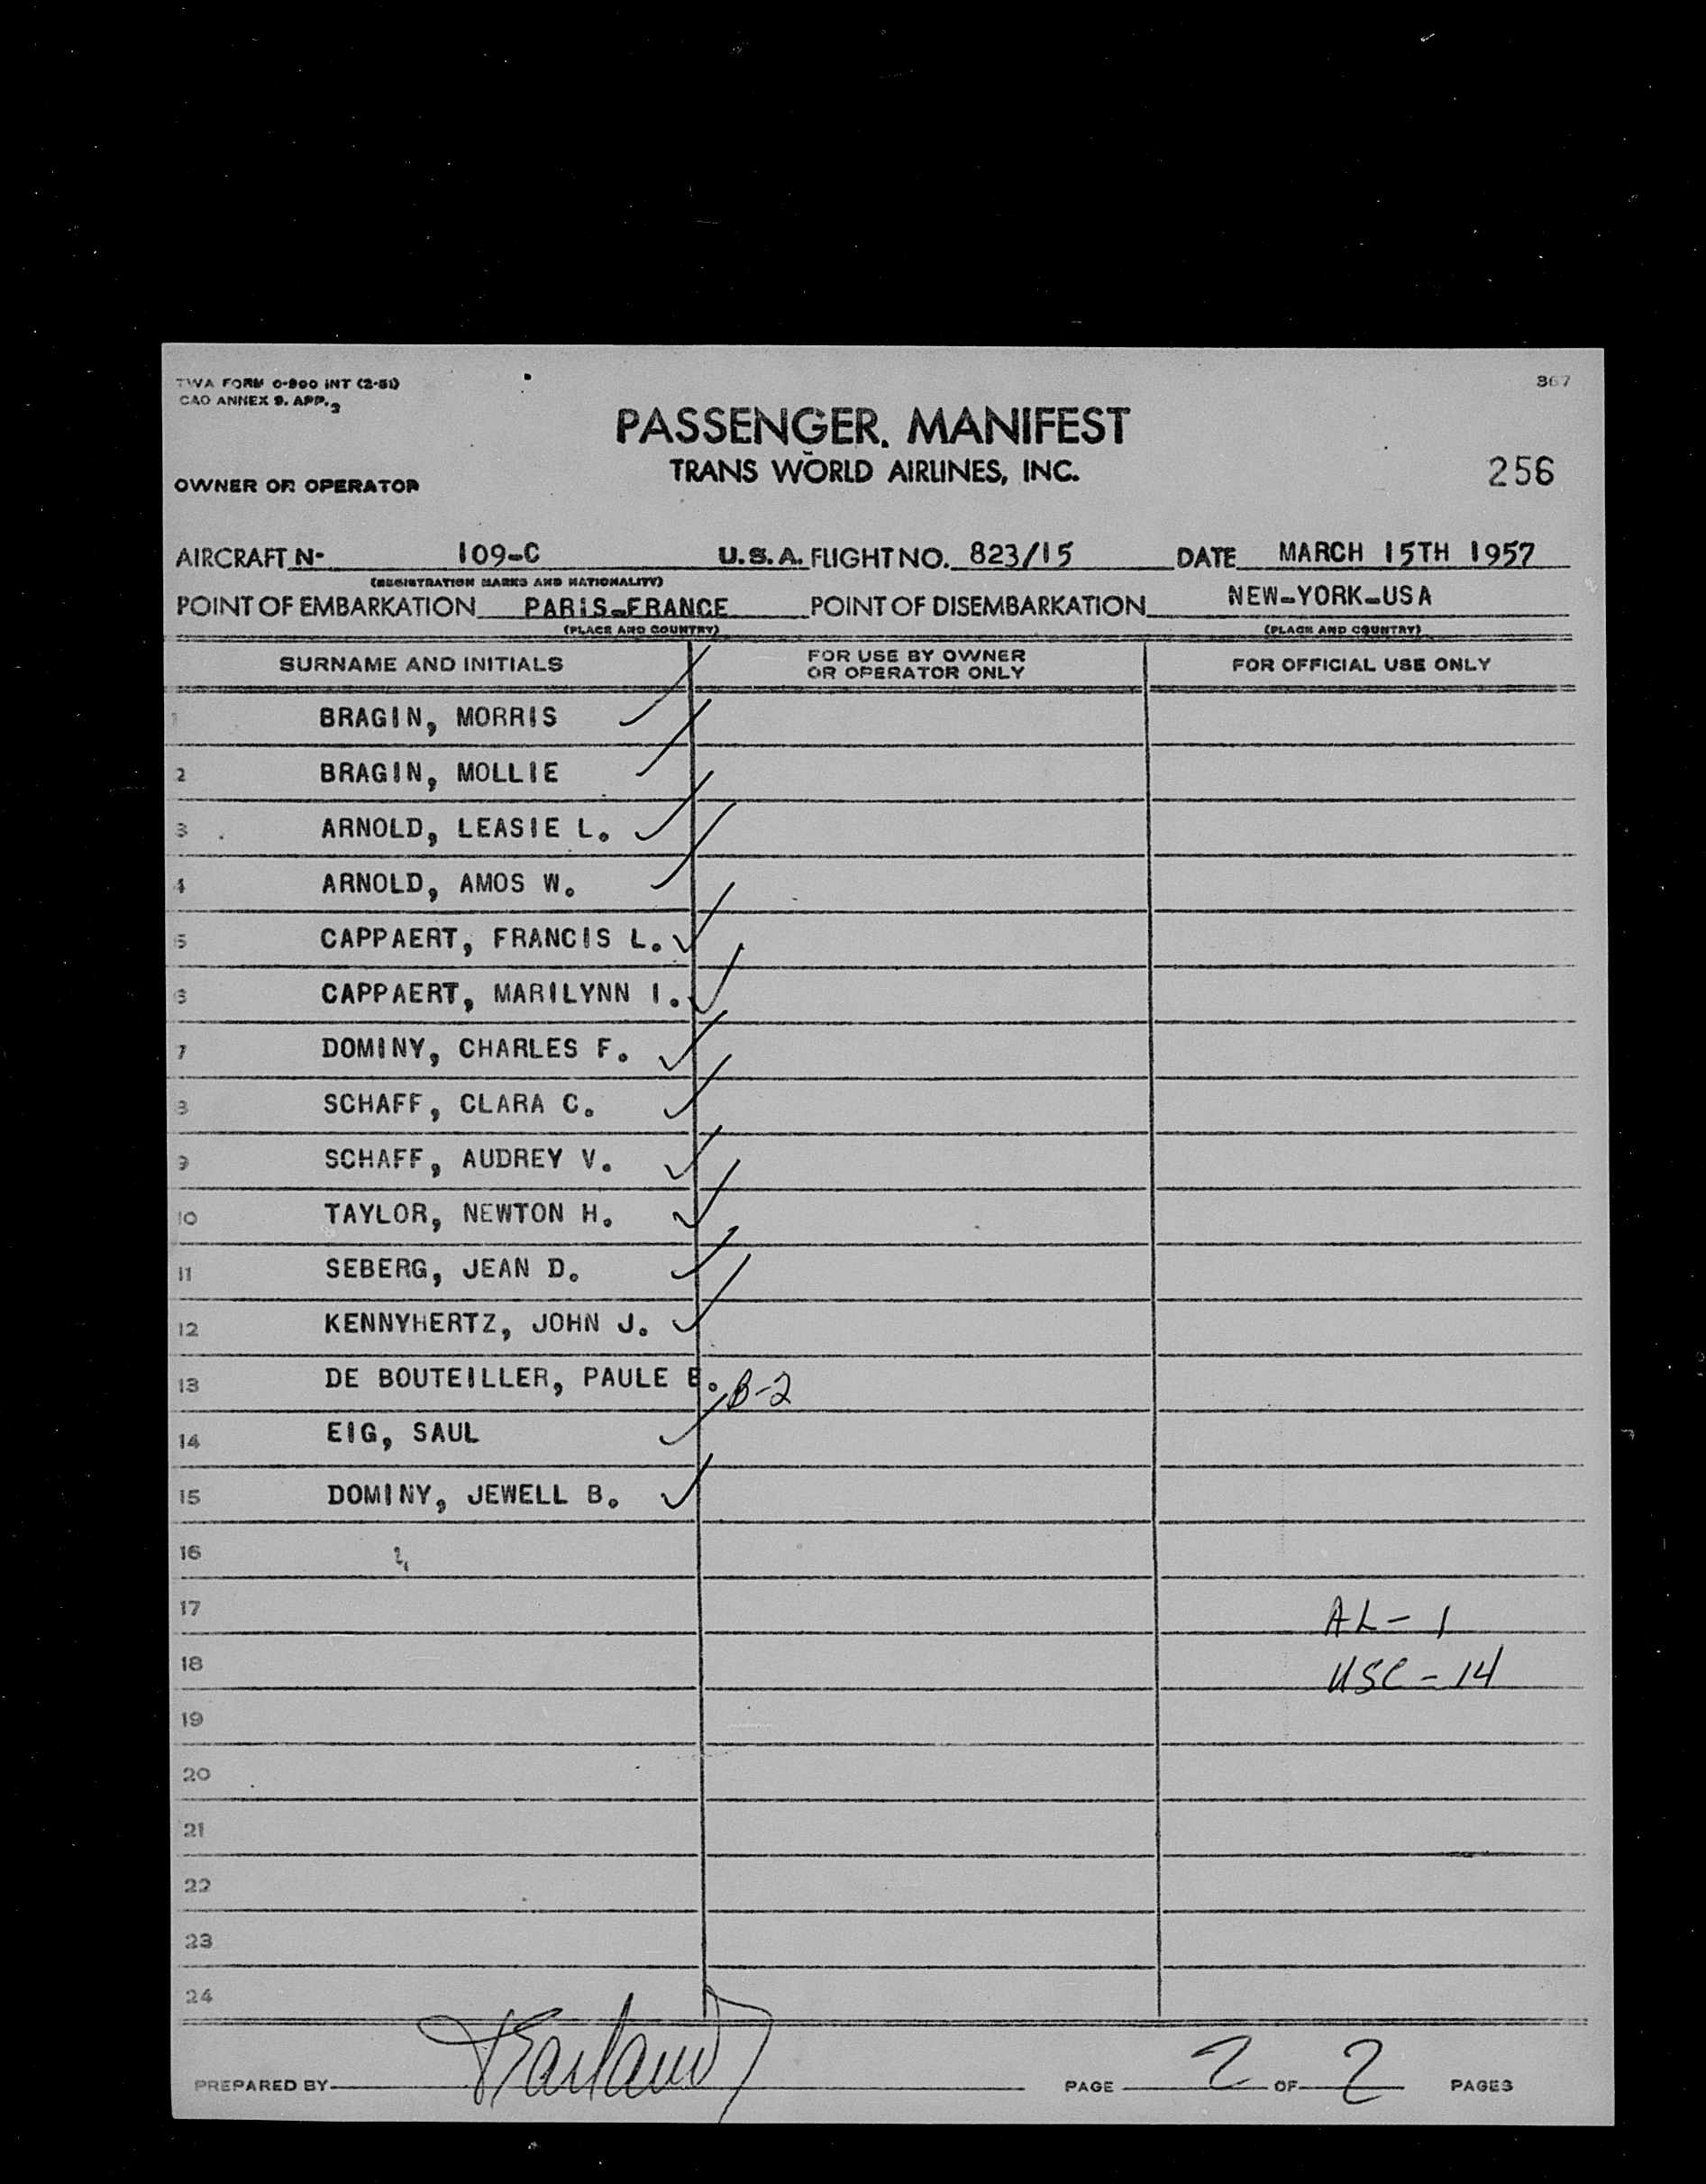 TWA FORM O-800 INT (2-51)
CAO ANNEX 9. APP. 2
367
PASSENGER. MANIFEST
TRANS WORLD AIRLINES, INC.
256
OWNER OR OPERATOR
AIRCRAFT Nº 109-C U.S.A. FLIGHT NO. 823/15 DATE MARCH 15TH 1957
(REGISTRATION MARKS AND NATIONALITY)
POINT OF EMBARKATION PARIS-FRANCE POINT OF DISEMBARKATION NEW-YORK-USA
(PLACE AND COUNTRY) (PLACE AND COUNTRY)
SURNAME AND INITIALS FOR USE BY OWNER OR OPERATOR ONLY FOR OFFICIAL USE ONLY
1 BRAGIN, MORRIS
2 BRAGIN, MOLLIE
3 ARNOLD, LEASIE L.
4 ARNOLD, AMOS W.
5 CAPPAERT, FRANCIS L.
6 CAPPAERT, MARILYNN I.
7 DOMINY, CHARLES F.
8 SCHAFF, CLARA C.
9 SCHAFF, AUDREY V.
10 TAYLOR, NEWTON H.
11 SEBERG, JEAN D.
12 KENNYHERTZ, JOHN J.
13 DE BOUTEILLER, PAULE E. B-2
14 EIG, SAUL
15 DOMINY, JEWELL B.
16
17 AL - 1
18 USC - 14
19
20
21
22
23
24
PREPARED BY PAGE 2 OF 2 PAGES